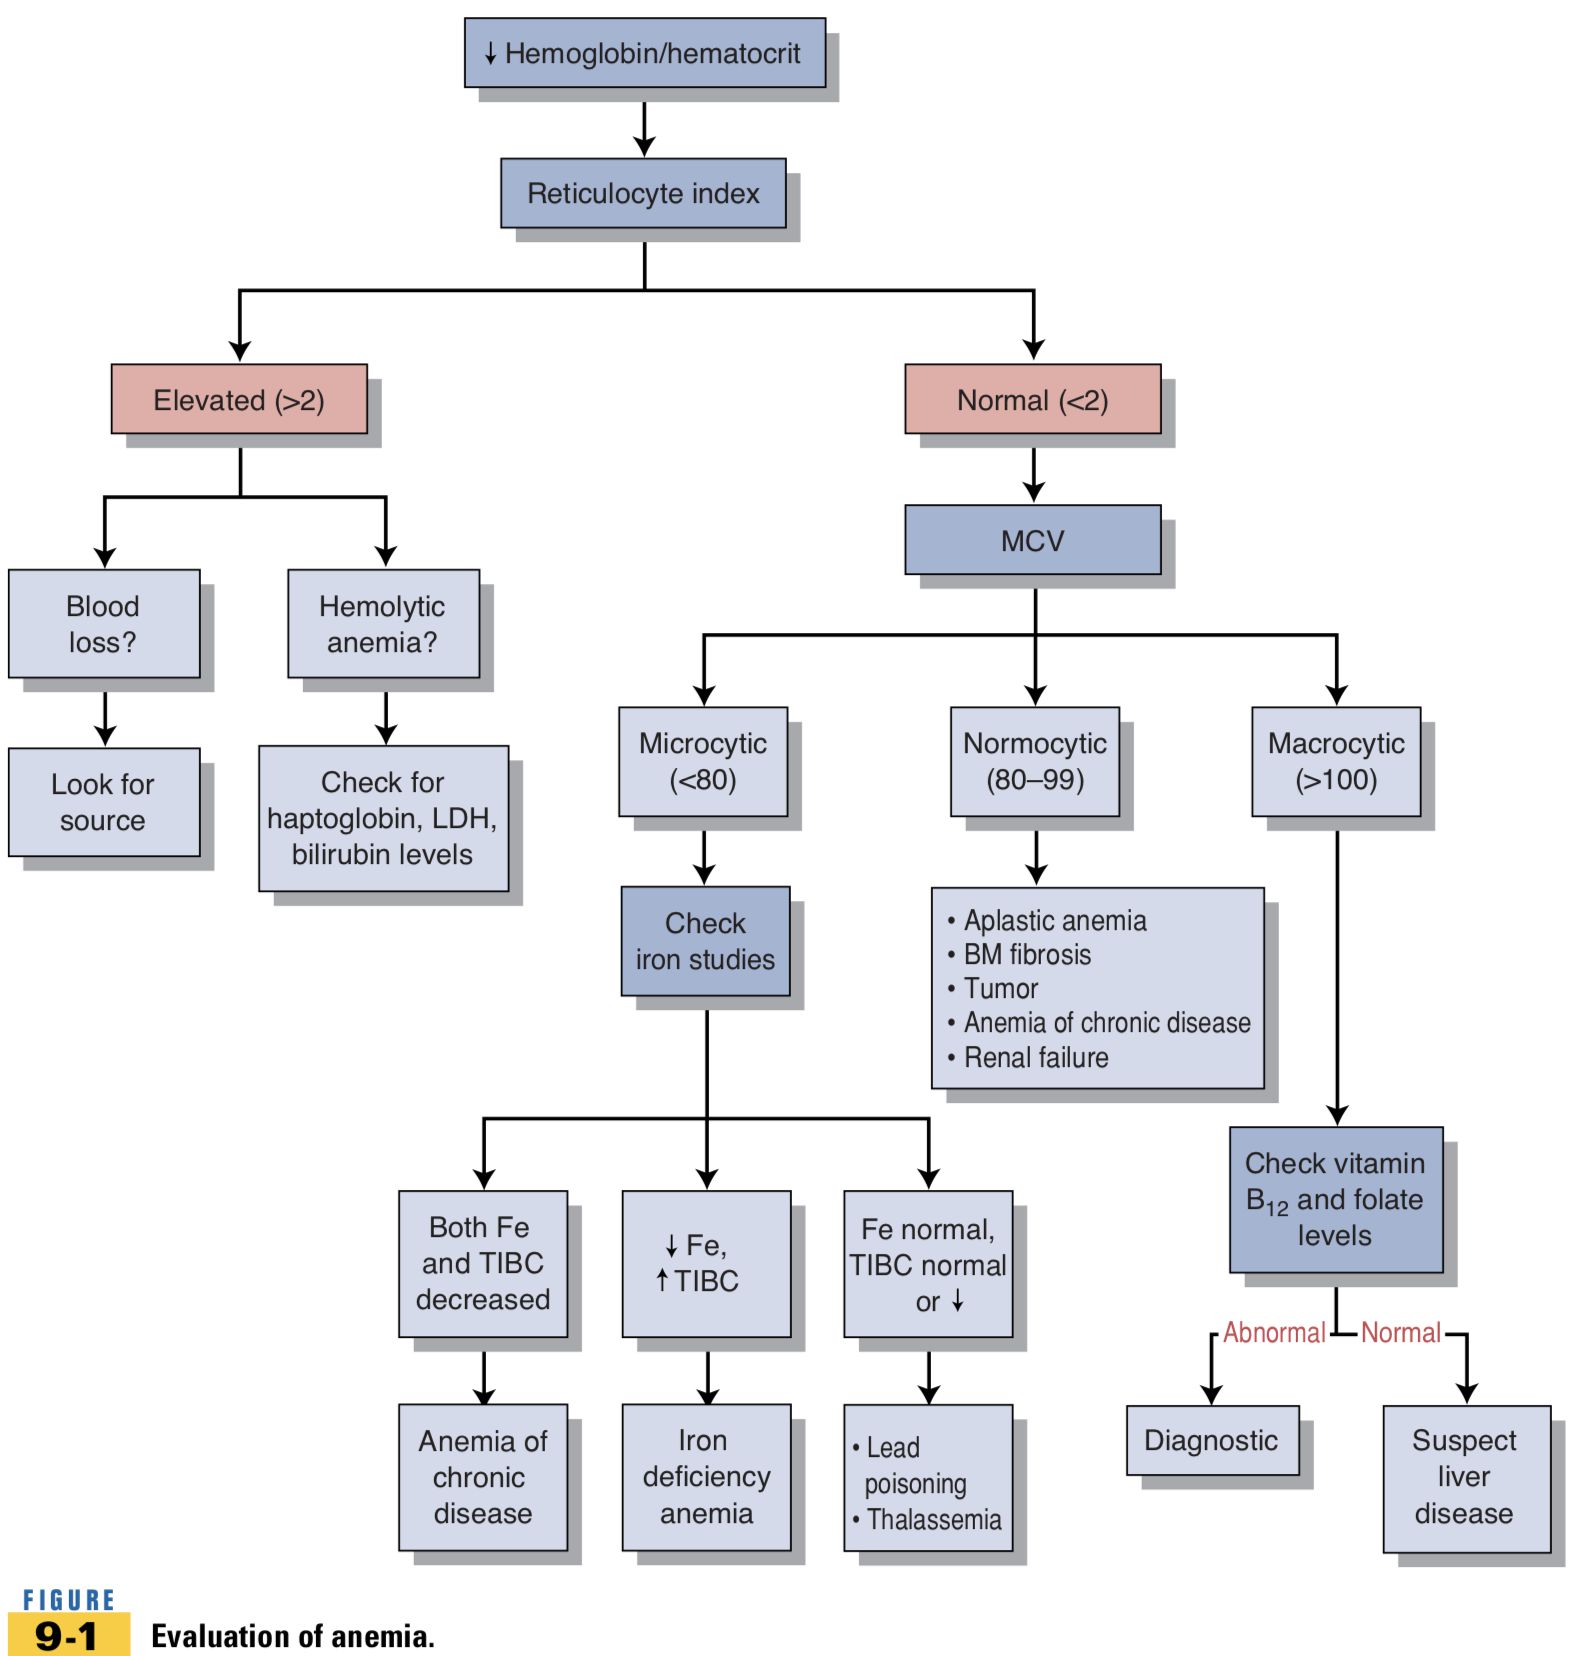 ↓ Hemoglobin/hematocrit
Reticulocyte index
Elevated (>2)
Normal (<2)
MCV
Blood
loss?
Hemolytic
anemia?
Look for
source
Check for
haptoglobin, LDH,
bilirubin levels
Microcytic
(<80)
Normocytic
(80–99)
Macrocytic
(>100)
Check
iron studies
• Aplastic anemia
• BM fibrosis
• Tumor
• Anemia of chronic disease
• Renal failure
Check vitamin
B₁₂ and folate
levels
Both Fe
and TIBC
decreased
↓ Fe,
↑ TIBC
Fe normal,
TIBC normal
or ↓
Abnormal
Normal
Anemia of
chronic
disease
Iron
deficiency
anemia
• Lead
poisoning
• Thalassemia
Diagnostic
Suspect
liver
disease
FIGURE
9-1 Evaluation of anemia.